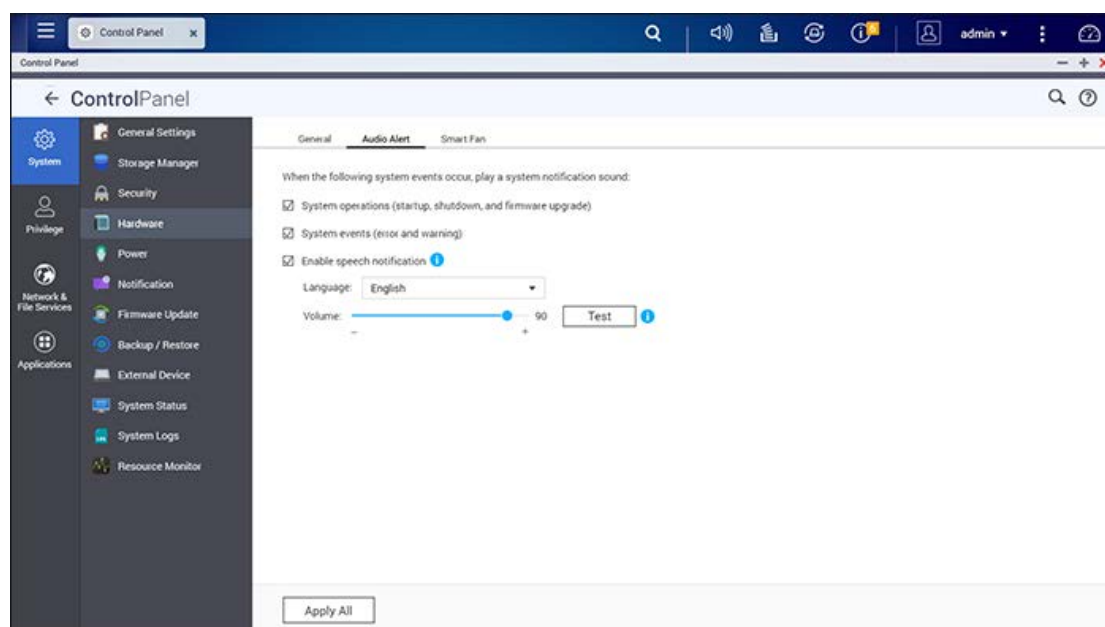 Control Panel x
admin
6
Control Panel
ControlPanel
System
Privilege
Network &
File Services
Applications
General Settings
Storage Manager
Security
Hardware
Power
Notification
Firmware Update
Backup / Restore
External Device
System Status
System Logs
Resource Monitor
General Audio Alert Smart Fan
When the following system events occur, play a system notification sound:
System operations (startup, shutdown, and firmware upgrade)
System events (error and warning)
Enable speech notification
Language: English
Volume: 90 Test
− +
Apply All